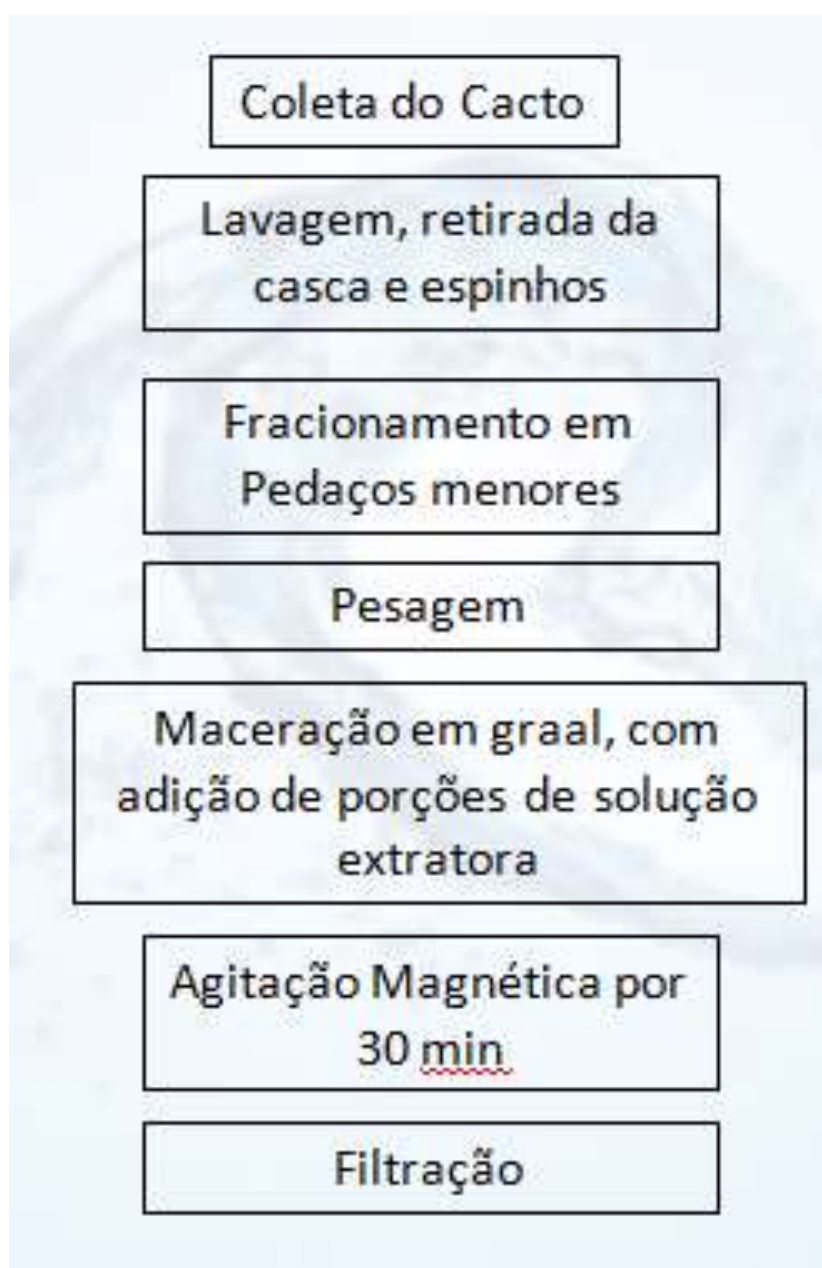 Coleta do Cacto
Lavagem, retirada da
casca e espinhos
Fracionamento em
Pedaços menores
Pesagem
Maceração em graal, com
adição de porções de solução
extratora
Agitação Magnética por
30 min
Filtração